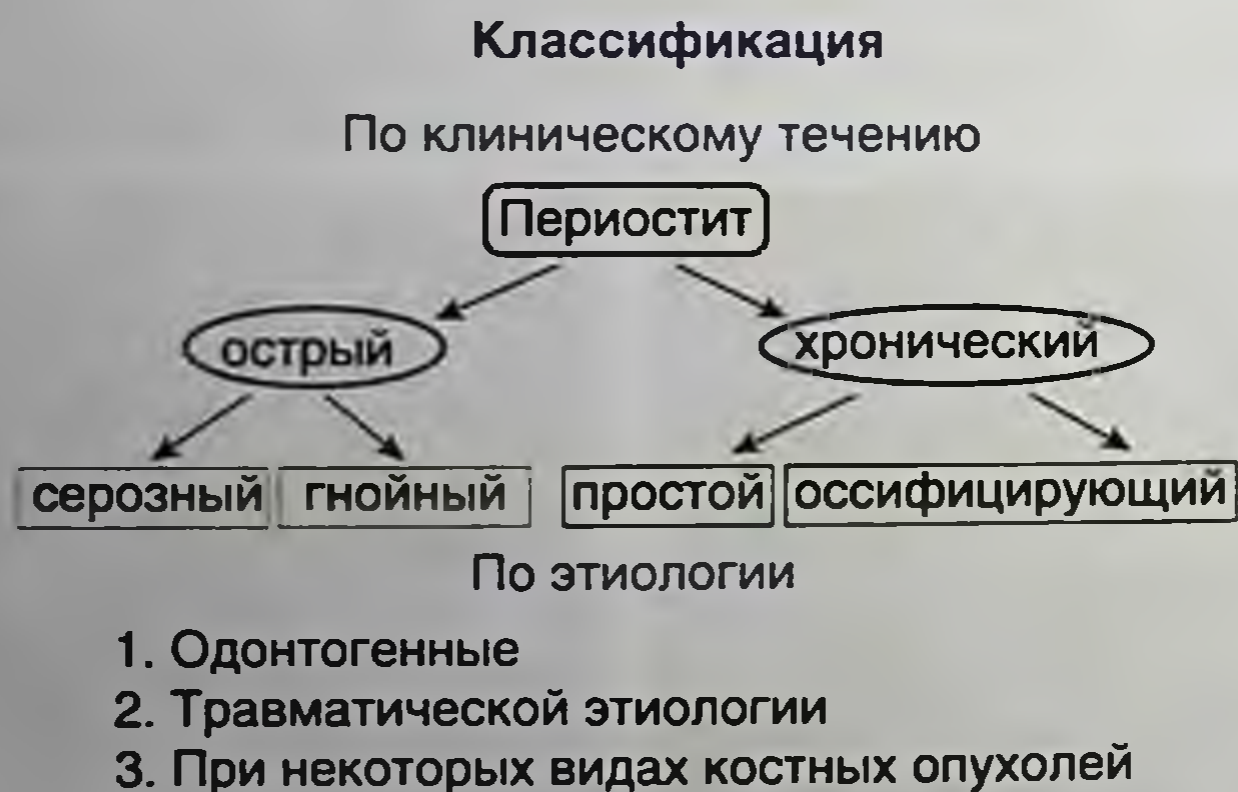 Классификация
По клиническому течению
Периостит
острый хронический
серозный гнойный простой оссифицирующий
По этиологии
1. Одонтогенные
2. Травматической этиологии
3. При некоторых видах костных опухолей